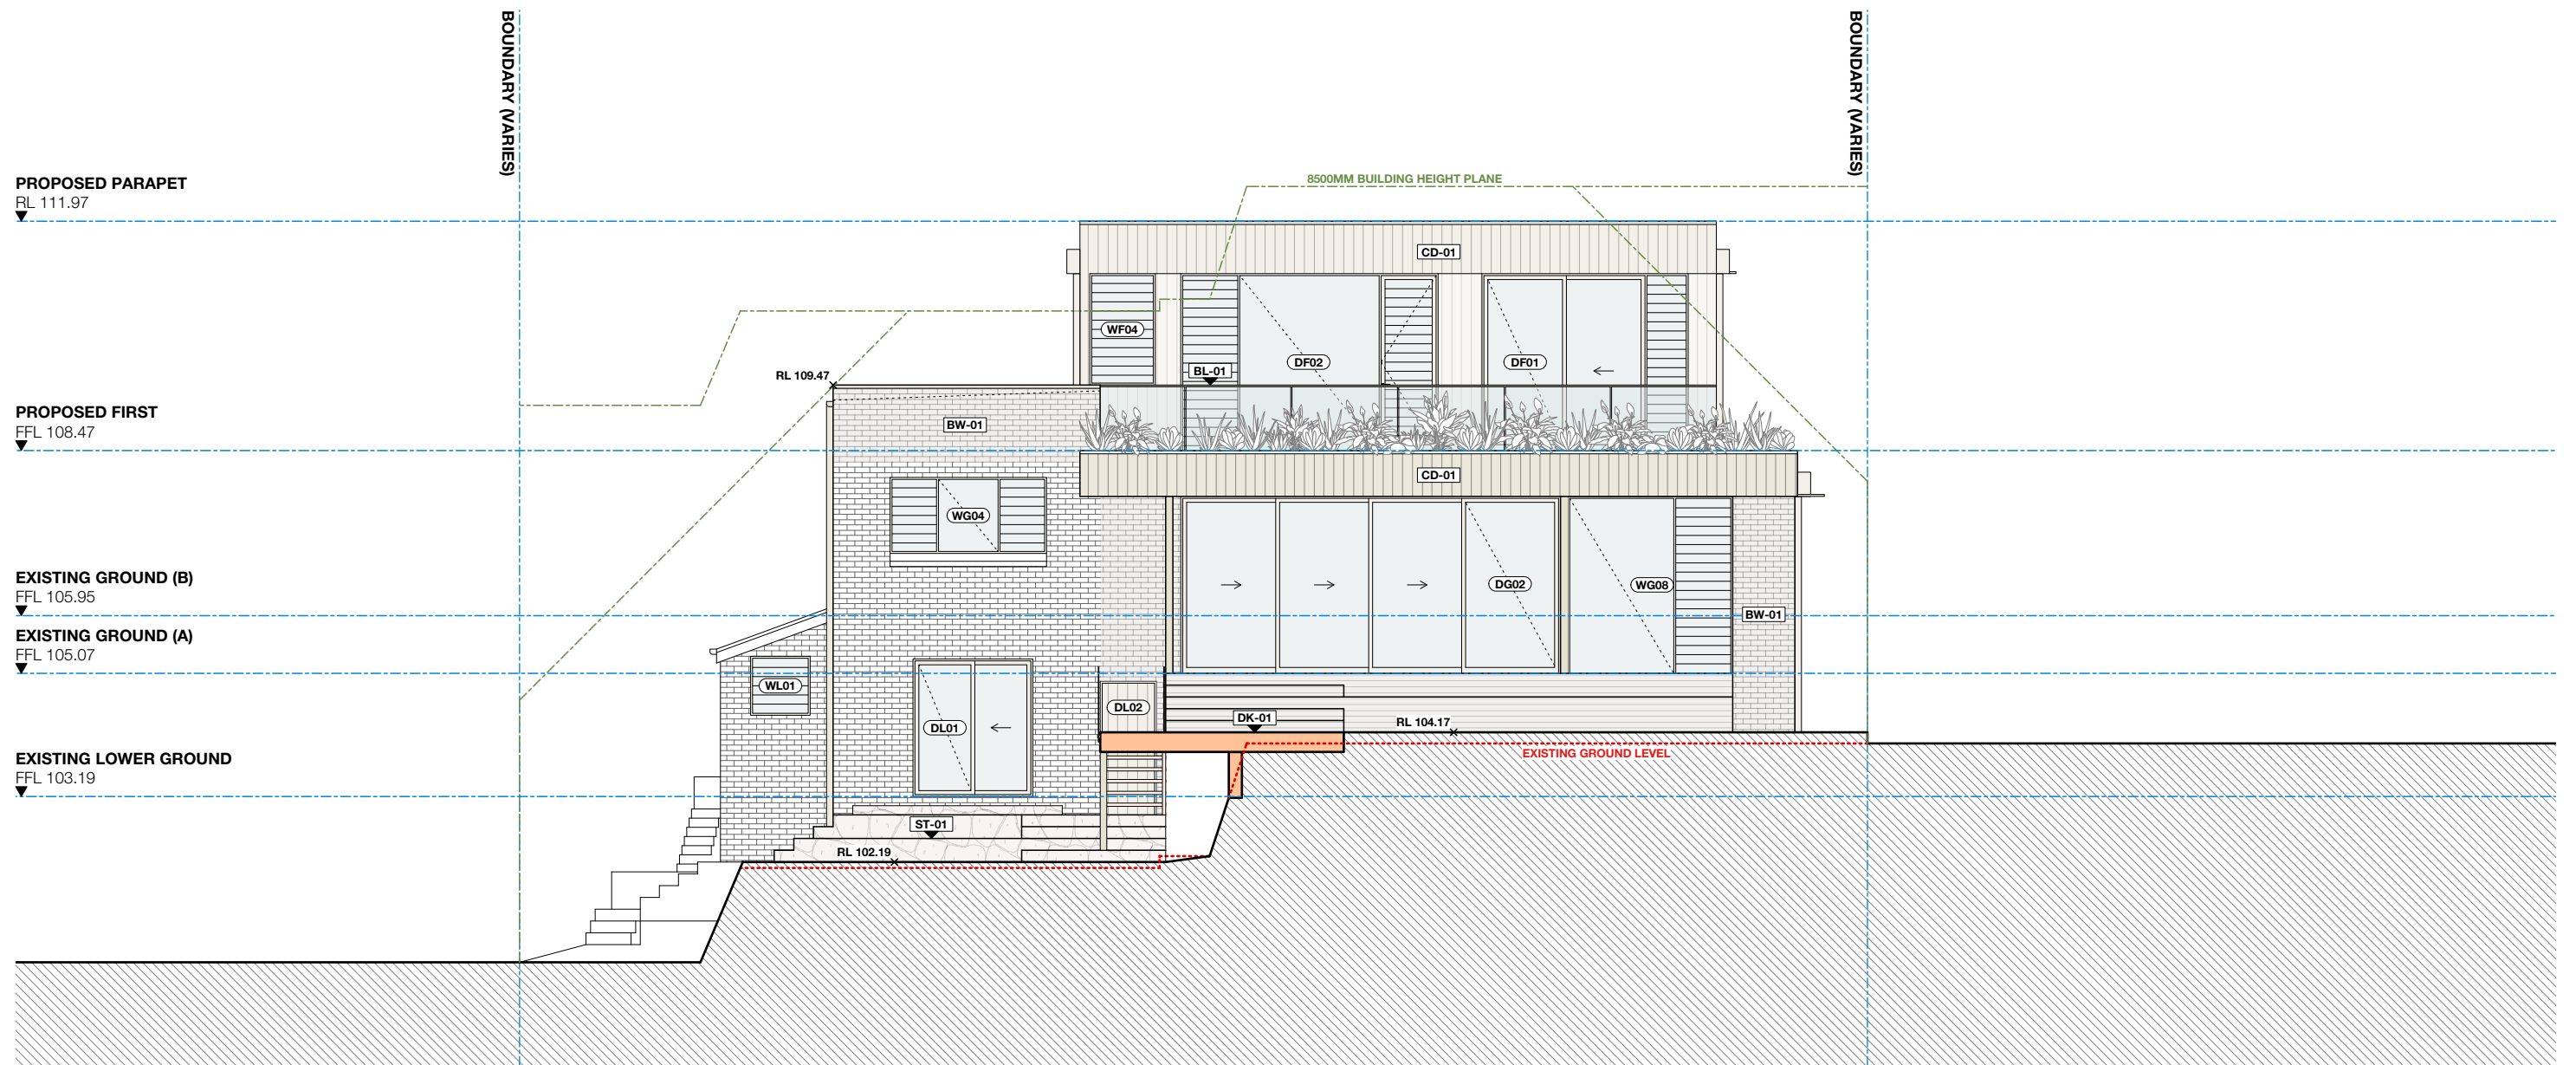 BOUNDARY (VARIES)
BOUNDARY (VARIES)
8500MM BUILDING HEIGHT PLANE
PROPOSED PARAPET
RL 111.97
CD-01
WF04
DF02
DF01
BL-01
RL 109.47
PROPOSED FIRST
FFL 108.47
BW-01
CD-01
WG04
EXISTING GROUND (B)
FFL 105.95
DG02
WG08
BW-01
EXISTING GROUND (A)
FFL 105.07
WL01
DL01
DL02
DK-01
RL 104.17
EXISTING GROUND LEVEL
EXISTING LOWER GROUND
FFL 103.19
ST-01
RL 102.19